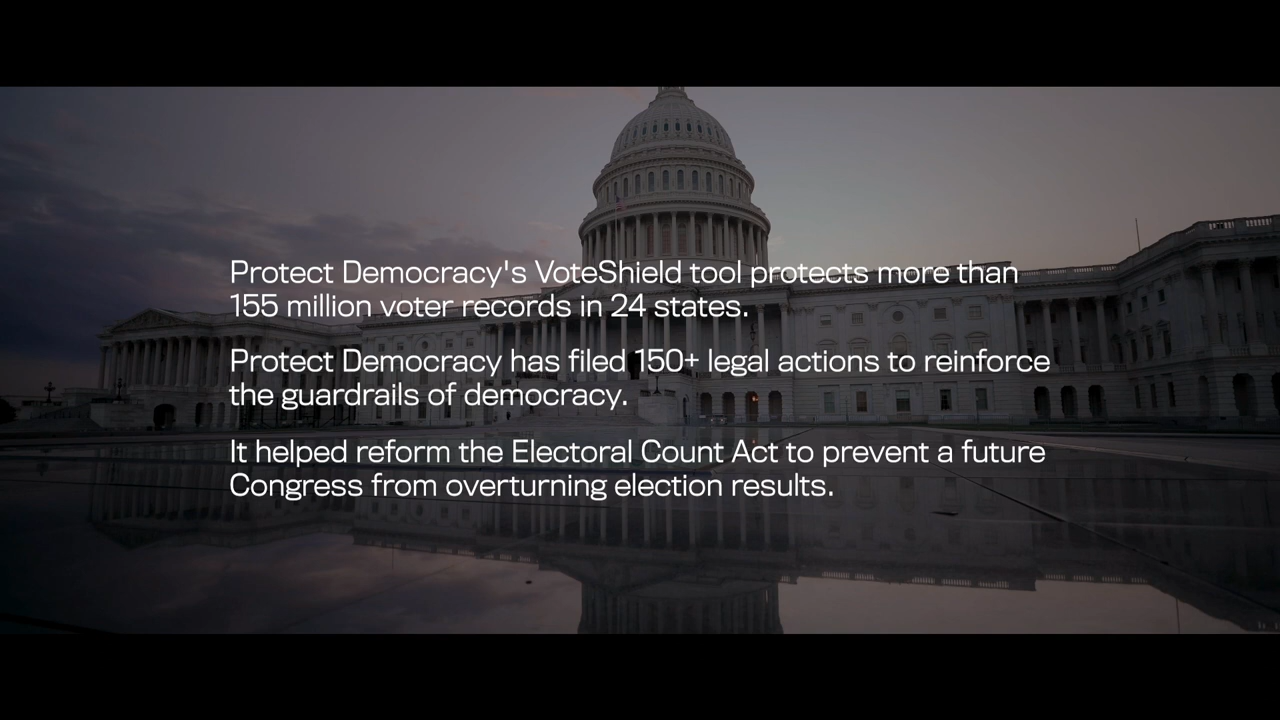 Protect Democracy's VoteShield tool protects more than
155 million voter records in 24 states.
Protect Democracy has filed 150+ legal actions to reinforce
the guardrails of democracy.
It helped reform the Electoral Count Act to prevent a future
Congress from overturning election results.